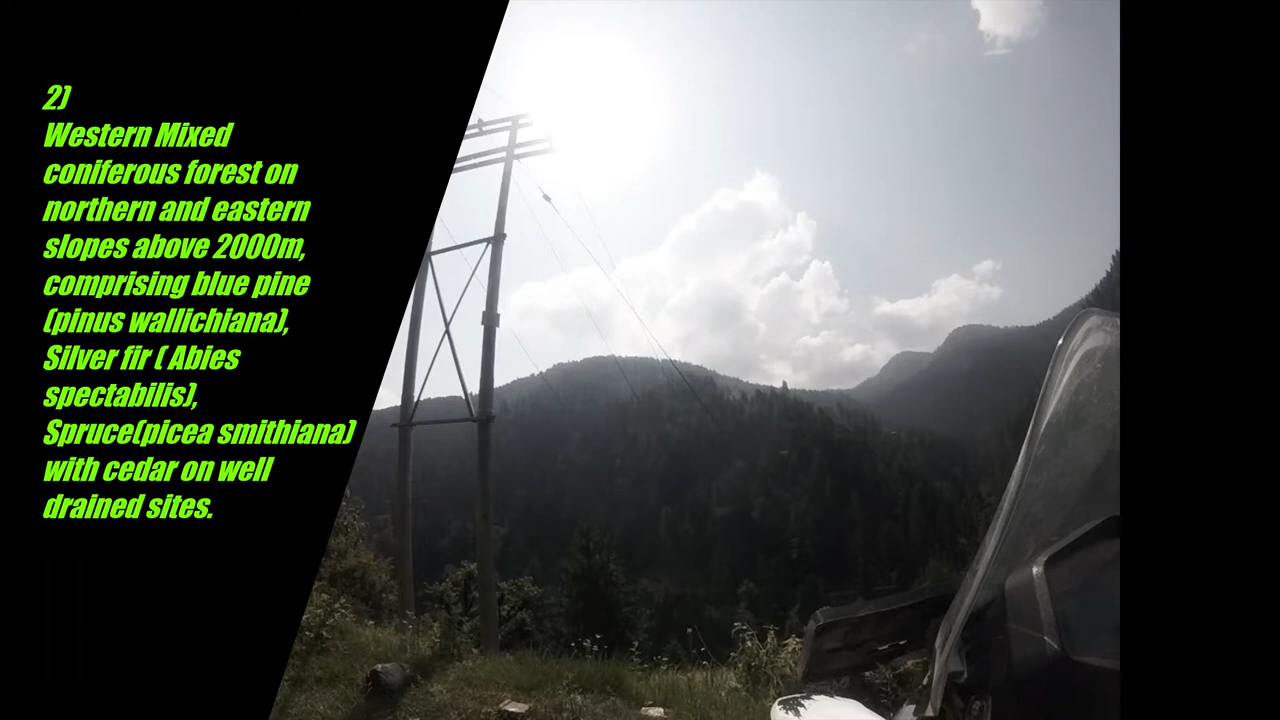 2)
Western Mixed
coniferous forest on
northern and eastern
slopes above 2000m,
comprising blue pine
(pinus wallichiana),
Silver fir ( Abies
spectabilis),
Spruce(picea smithiana)
with cedar on well
drained sites.